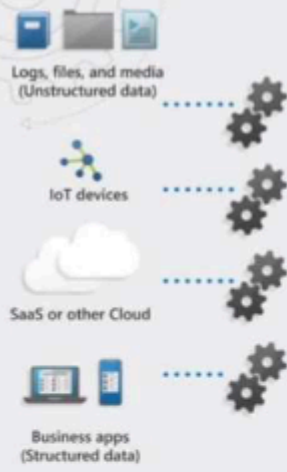 Logs, files, and media
(Unstructured data)
IoT devices
SaaS or other Cloud
Business apps
(Structured data)